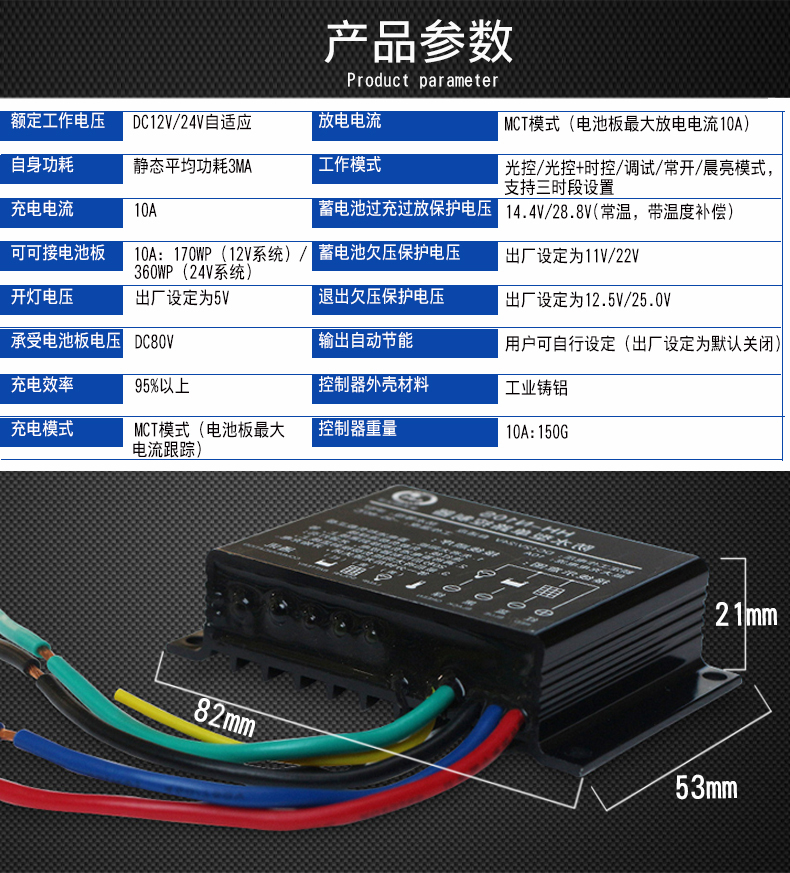 产品参数
Product parameter
额定工作电压 DC12V/24V自适应 放电电流 MCT模式（电池板最大放电电流10A）
自身功耗 静态平均功耗3MA 工作模式 光控/光控+时控/调试/常开/晨亮模式，
支持三时段设置
充电电流 10A 蓄电池过充过放保护电压 14.4V/28.8V(常温，带温度补偿)
可可接电池板 10A: 170WP（12V系统）/ 蓄电池欠压保护电压 出厂设定为11V/22V
360WP（24V系统）
开灯电压 出厂设定为5V 退出欠压保护电压 出厂设定为12.5V/25.0V
承受电池板电压 DC80V 输出自动节能 用户可自行设定（出厂设定为默认关闭）
充电效率 95%以上 控制器外壳材料 工业铸铝
充电模式 MCT模式（电池板最大 控制器重量 10A:150G
电流跟踪）
21mm
82mm
53mm